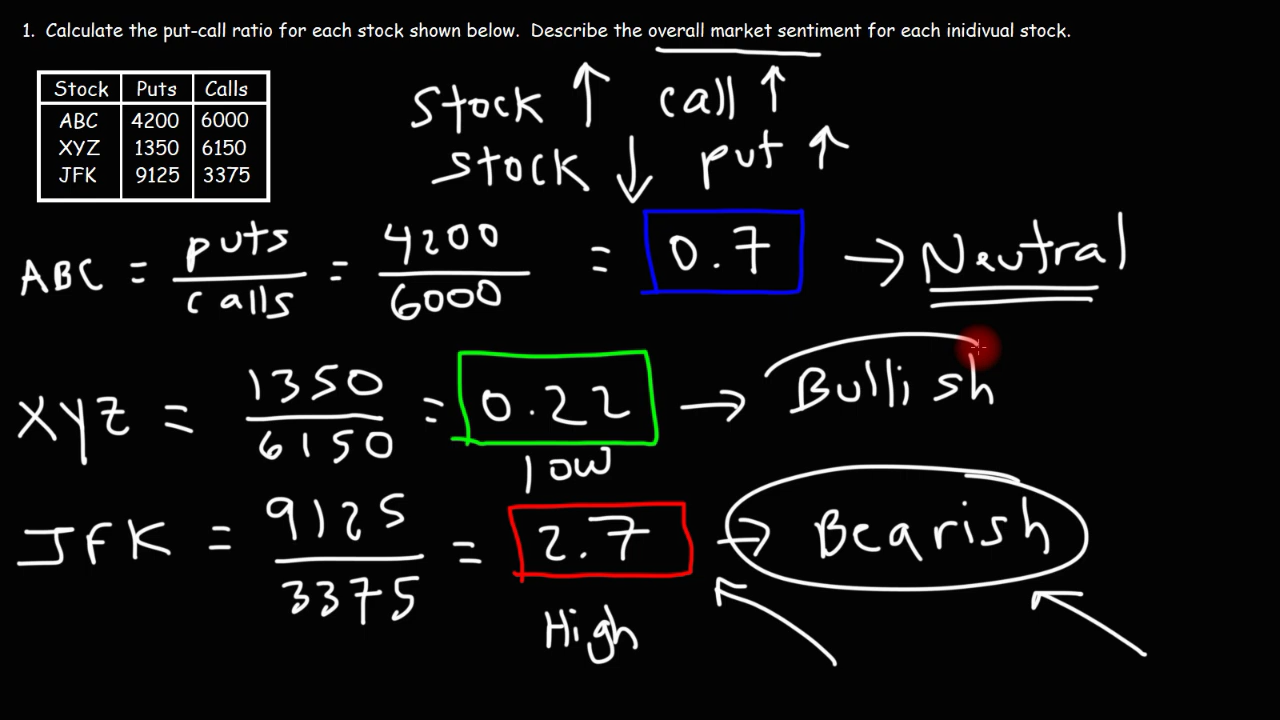 1. Calculate the put-call ratio for each stock shown below. Describe the overall market sentiment for each inidivual stock.
Stock Puts Calls
ABC 4200 6000
XYZ 1350 6150
JFK 9125 3375
Stock ↑ call ↑
Stock ↓ put ↑
ABC = puts / calls = 4200 / 6000 = 0.7 → Neutral
XYZ = 1350 / 6150 = 0.22 → Bullish
low
JFK = 9125 / 3375 = 2.7 → Bearish
High